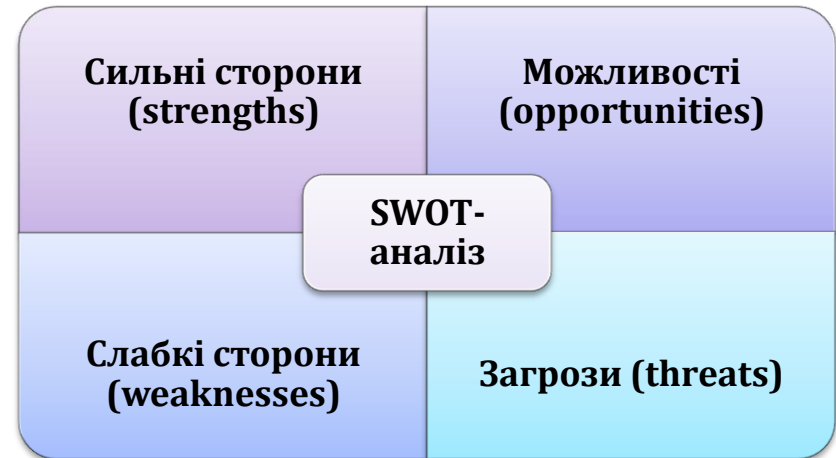 Сильні сторони
(strengths)
Можливості
(opportunities)
SWOT-
аналіз
Слабкі сторони
(weaknesses)
Загрози (threats)